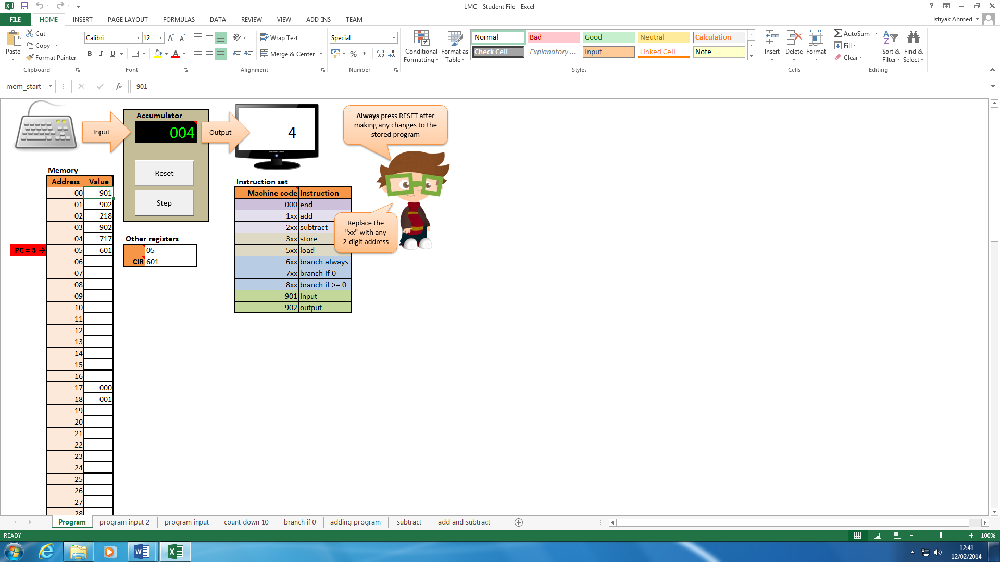 LMC - Student File - Excel
FILE HOME INSERT PAGE LAYOUT FORMULAS DATA REVIEW VIEW ADD-INS TEAM
Istiyak Ahmed
Paste
Cut
Copy
Format Painter
Clipboard
Calibri 12
B I U
Font
Wrap Text
Merge & Center
Alignment
Special
Number
Conditional Formatting
Format as Table
Normal Bad Good Neutral Calculation
Check Cell Explanatory ... Input Linked Cell Note
Styles
Insert Delete Format
Cells
AutoSum
Fill
Clear
Sort & Filter
Find & Select
Editing
mem_start
fx
901
Input
Accumulator
004
Output
4
Reset
Step
Always press RESET after
making any changes to the
stored program
Replace the
"xx" with any
2-digit address
Memory
Address Value
00 901
01 902
02 218
03 902
04 717
PC = 5 →
05 601
06
07
08
09
10
11
12
13
14
15
16
17 000
18 001
19
20
21
22
23
24
25
26
27
28
Other registers
05
CIR 601
Instruction set
Machine code Instruction
000 end
1xx add
2xx subtract
3xx store
5xx load
6xx branch always
7xx branch if 0
8xx branch if >= 0
901 input
902 output
Program program input 2 program input count down 10 branch if 0 adding program subtract add and subtract
READY
100%
12:41
12/02/2014